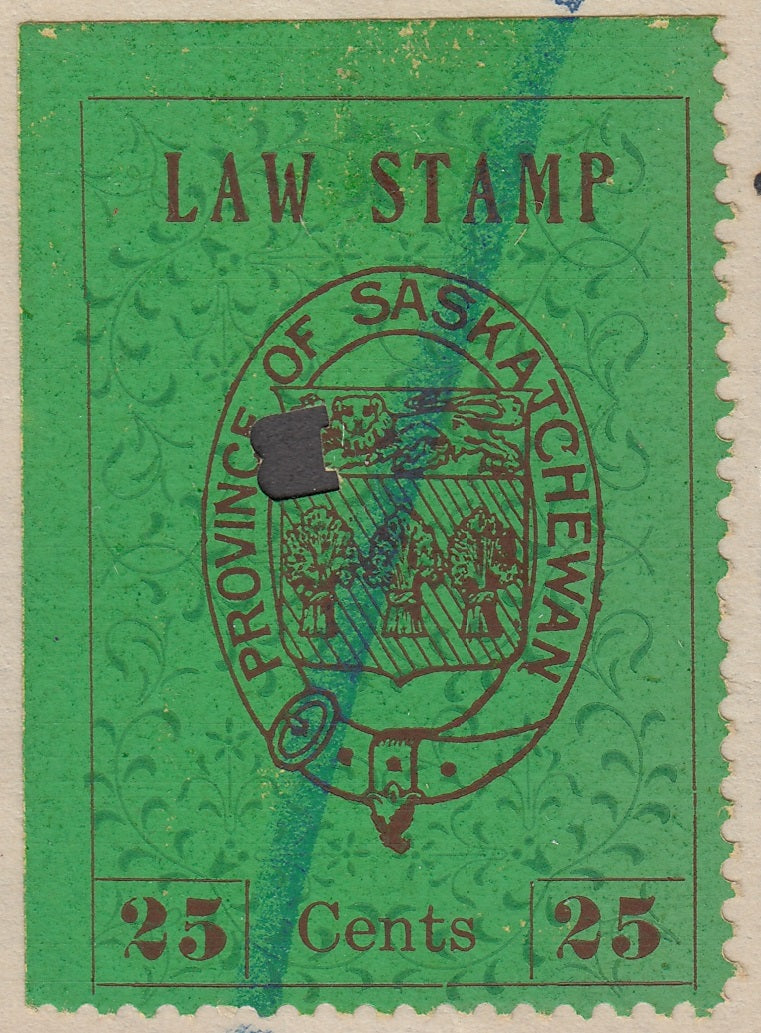 LAW STAMP
PROVINCE OF SASKATCHEWAN
25 Cents 25